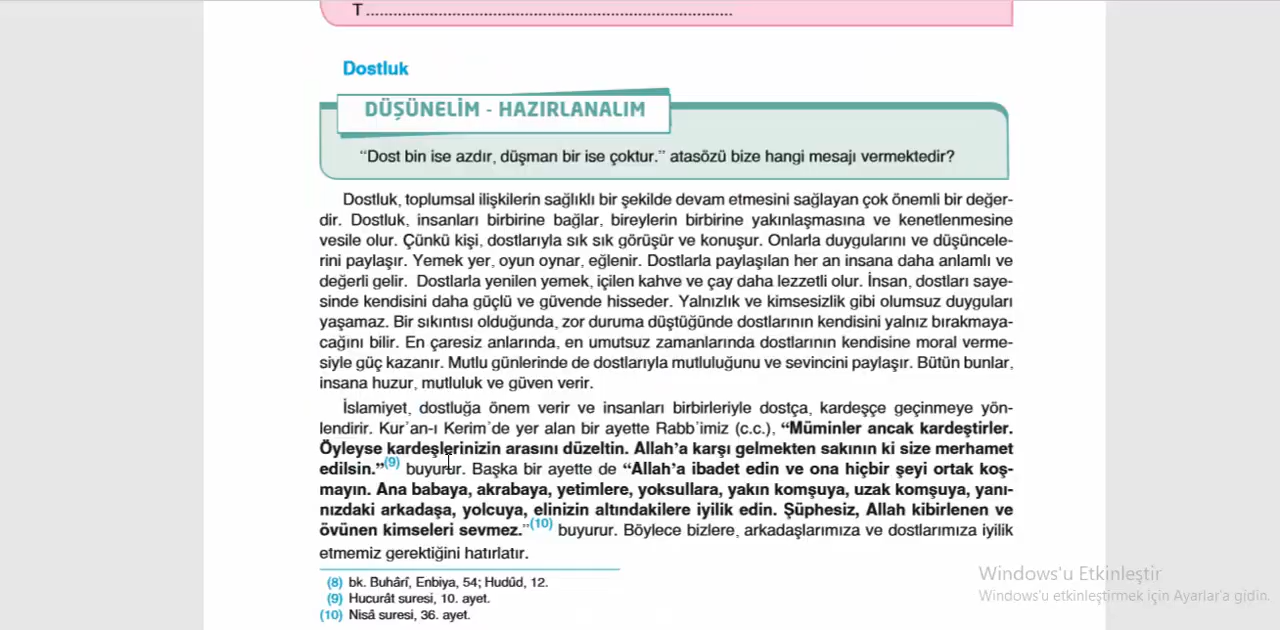 T ..................................................................................
Dostluk
DÜŞÜNELİM - HAZIRLANALIM
“Dost bin ise azdır, düşman bir ise çoktur.” atasözü bize hangi mesajı vermektedir?
Dostluk, toplumsal ilişkilerin sağlıklı bir şekilde devam etmesini sağlayan çok önemli bir değer-
dir. Dostluk, insanları birbirine bağlar, bireylerin birbirine yakınlaşmasına ve kenetlenmesine
vesile olur. Çünkü kişi, dostlarıyla sık sık görüşür ve konuşur. Onlarla duygularını ve düşüncele-
rini paylaşır. Yemek yer, oyun oynar, eğlenir. Dostlarla paylaşılan her an insana daha anlamlı ve
değerli gelir. Dostlarla yenilen yemek, içilen kahve ve çay daha lezzetli olur. İnsan, dostları saye-
sinde kendisini daha güçlü ve güvende hisseder. Yalnızlık ve kimsesizlik gibi olumsuz duyguları
yaşamaz. Bir sıkıntısı olduğunda, zor duruma düştüğünde dostlarının kendisini yalnız bırakmaya-
cağını bilir. En çaresiz anlarında, en umutsuz zamanlarında dostlarının kendisine moral verme-
siyle güç kazanır. Mutlu günlerinde de dostlarıyla mutluluğunu ve sevincini paylaşır. Bütün bunlar,
insana huzur, mutluluk ve güven verir.
İslamiyet, dostluğa önem verir ve insanları birbirleriyle dostça, kardeşçe geçinmeye yön-
lendirir. Kur’an-ı Kerim’de yer alan bir ayette Rabb’imiz (c.c.), “Müminler ancak kardeştirler.
Öyleyse kardeşlerinizin arasını düzeltin. Allah’a karşı gelmekten sakının ki size merhamet
edilsin.”(9) buyurur. Başka bir ayette de “Allah’a ibadet edin ve ona hiçbir şeyi ortak koş-
mayın. Ana babaya, akrabaya, yetimlere, yoksullara, yakın komşuya, uzak komşuya, yanı-
nızdaki arkadaşa, yolcuya, elinizin altındakilere iyilik edin. Şüphesiz, Allah kibirlenen ve
övünen kimseleri sevmez.”(10) buyurur. Böylece bizlere, arkadaşlarımıza ve dostlarımıza iyilik
etmemiz gerektiğini hatırlatır.
(8) bk. Buhârî, Enbiya, 54; Hudûd, 12.
(9) Hucurât suresi, 10. ayet.
(10) Nisâ suresi, 36. ayet.
Windows'u Etkinleştir
Windows'u etkinleştirmek için Ayarlar'a gidin.